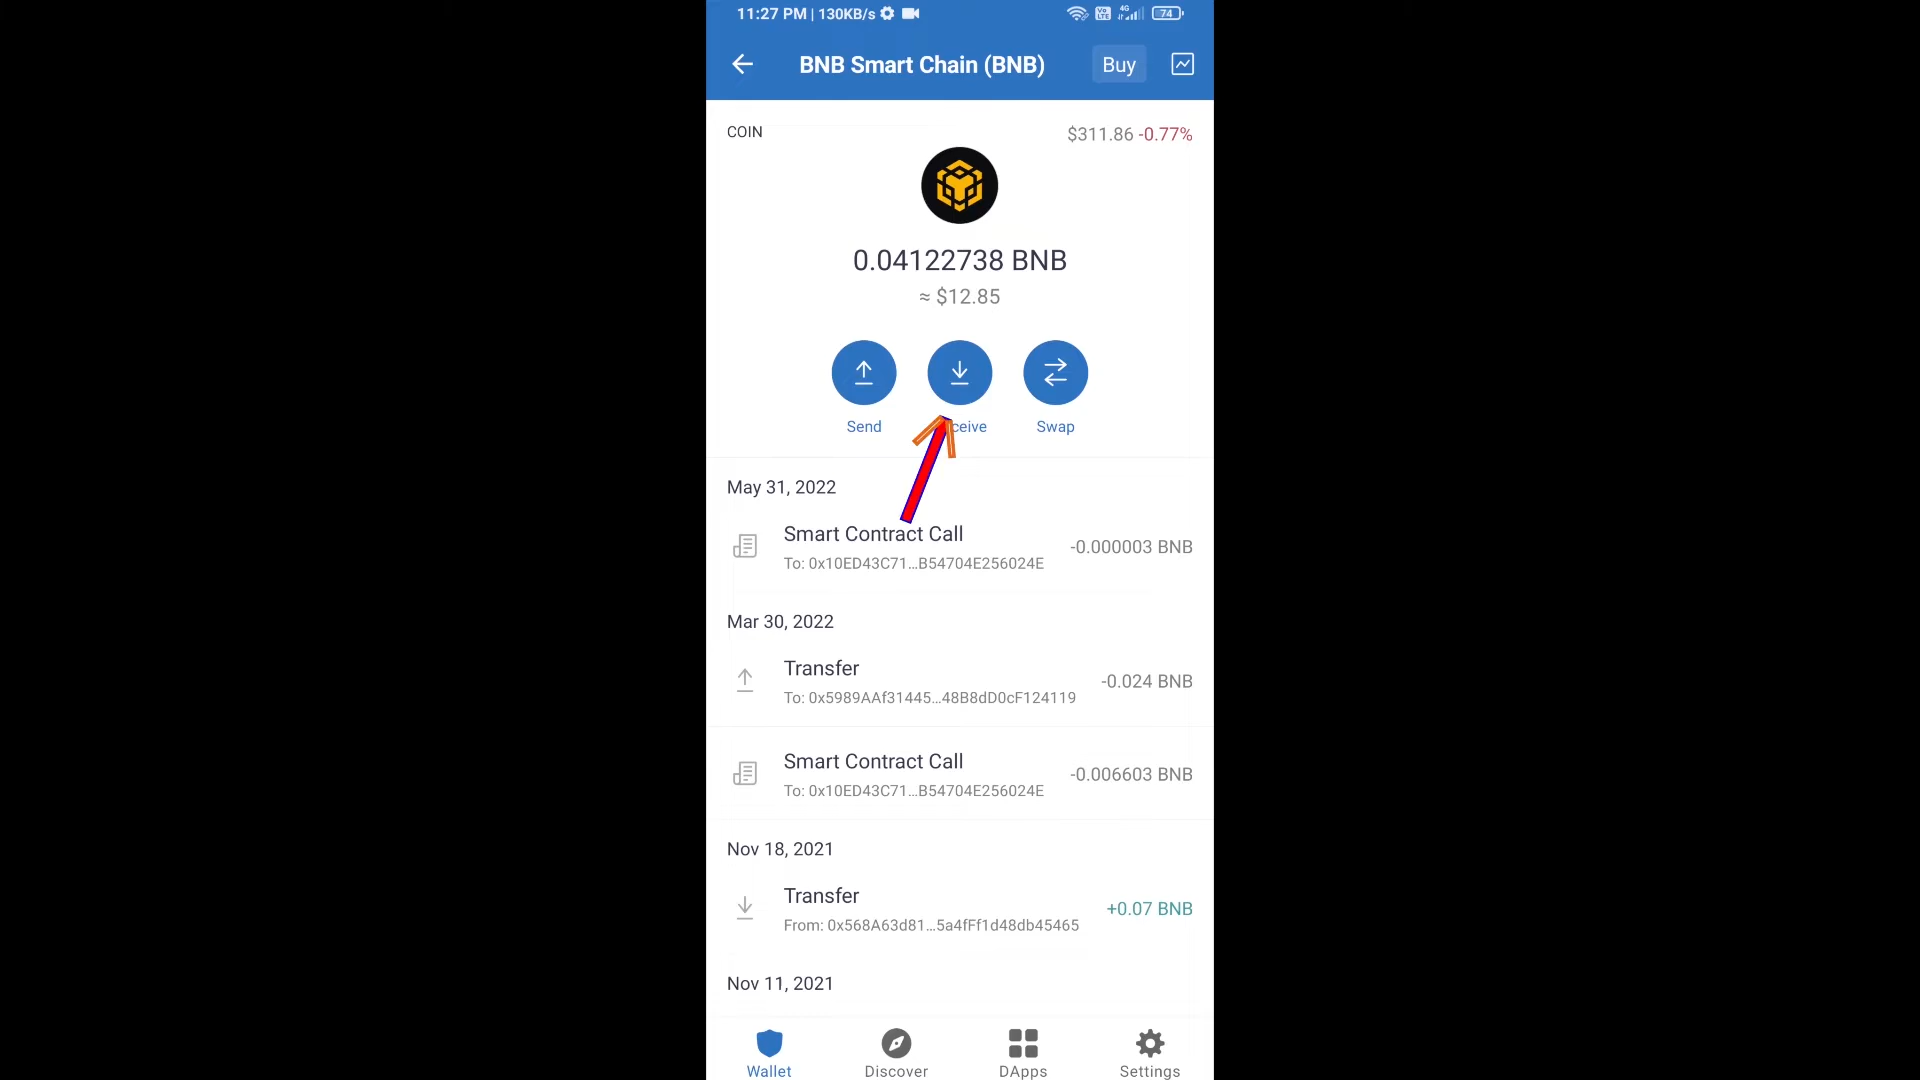 11:27 PM | 130KB/s
Vo LTE 4G 74
BNB Smart Chain (BNB)
Buy
COIN
$311.86 -0.77%
0.04122738 BNB
≈ $12.85
Send
ceive
Swap
May 31, 2022
Smart Contract Call
-0.000003 BNB
To: 0x10ED43C71...B54704E256024E
Mar 30, 2022
Transfer
-0.024 BNB
To: 0x5989AAf31445...48B8dD0cF124119
Smart Contract Call
-0.006603 BNB
To: 0x10ED43C71...B54704E256024E
Nov 18, 2021
Transfer
+0.07 BNB
From: 0x568A63d81...5a4fFf1d48db45465
Nov 11, 2021
Wallet
Discover
DApps
Settings